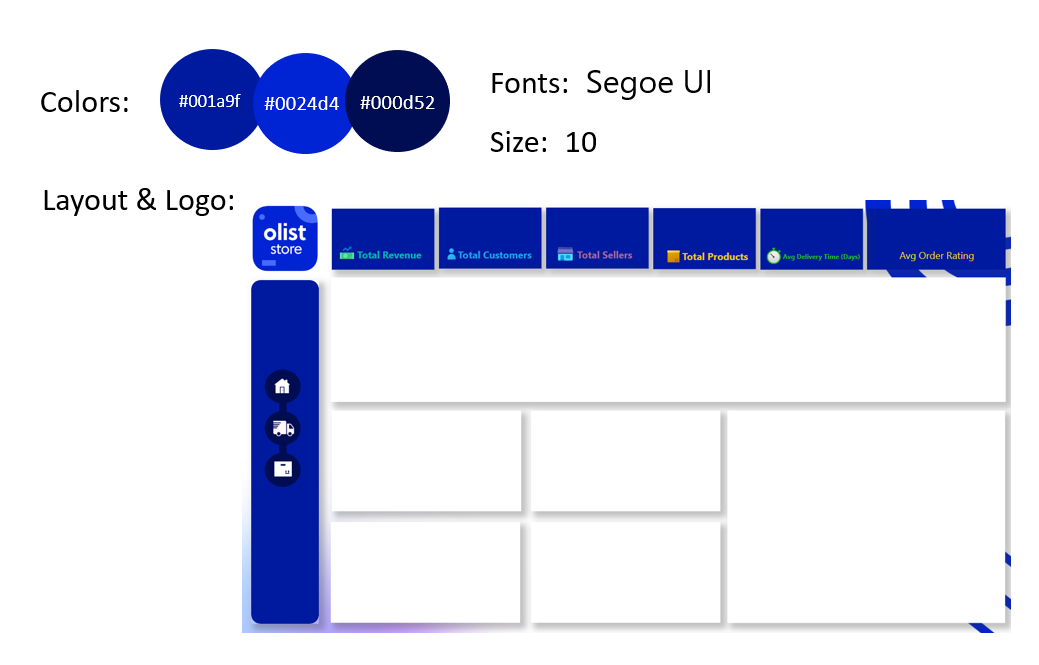 Colors:
#001a9f
#0024d4
#000d52
Fonts: Segoe UI
Size: 10
Layout & Logo:
olist
store
Total Revenue
Total Customers
Total Sellers
Total Products
Avg Delivery Time (Days)
Avg Order Rating